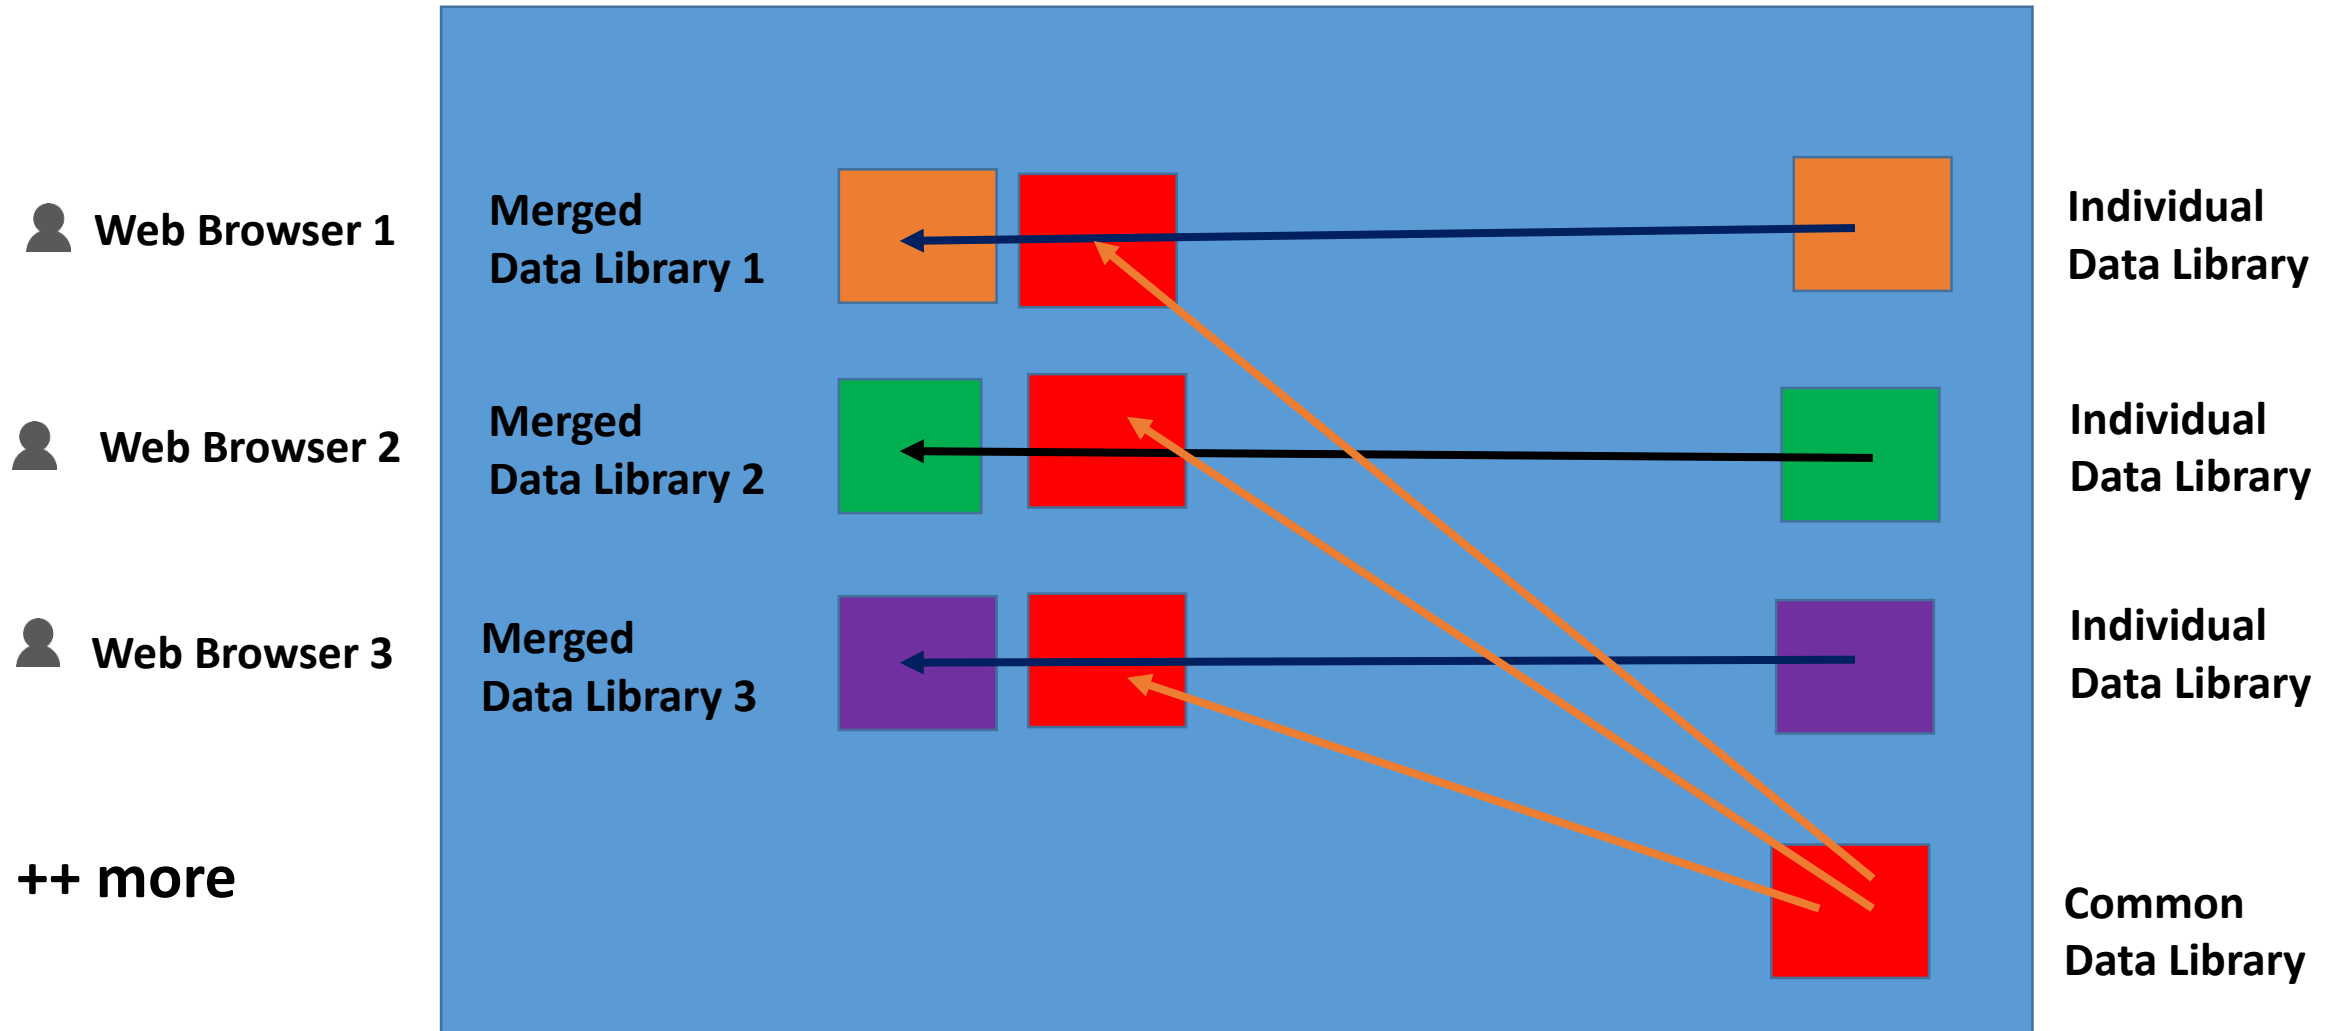 Web Browser 1
Merged
Data Library 1
Individual
Data Library
Web Browser 2
Merged
Data Library 2
Individual
Data Library
Web Browser 3
Merged
Data Library 3
Individual
Data Library
++ more
Common
Data Library